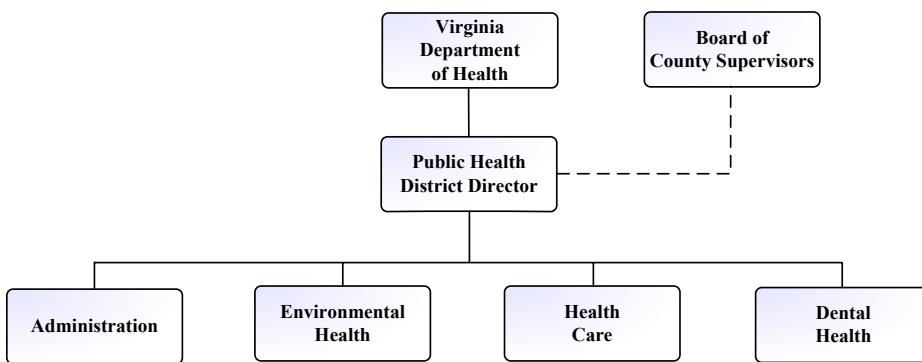 Virginia
Department
of Health
Board of
County Supervisors
Public Health
District Director
Administration
Environmental
Health
Health
Care
Dental
Health